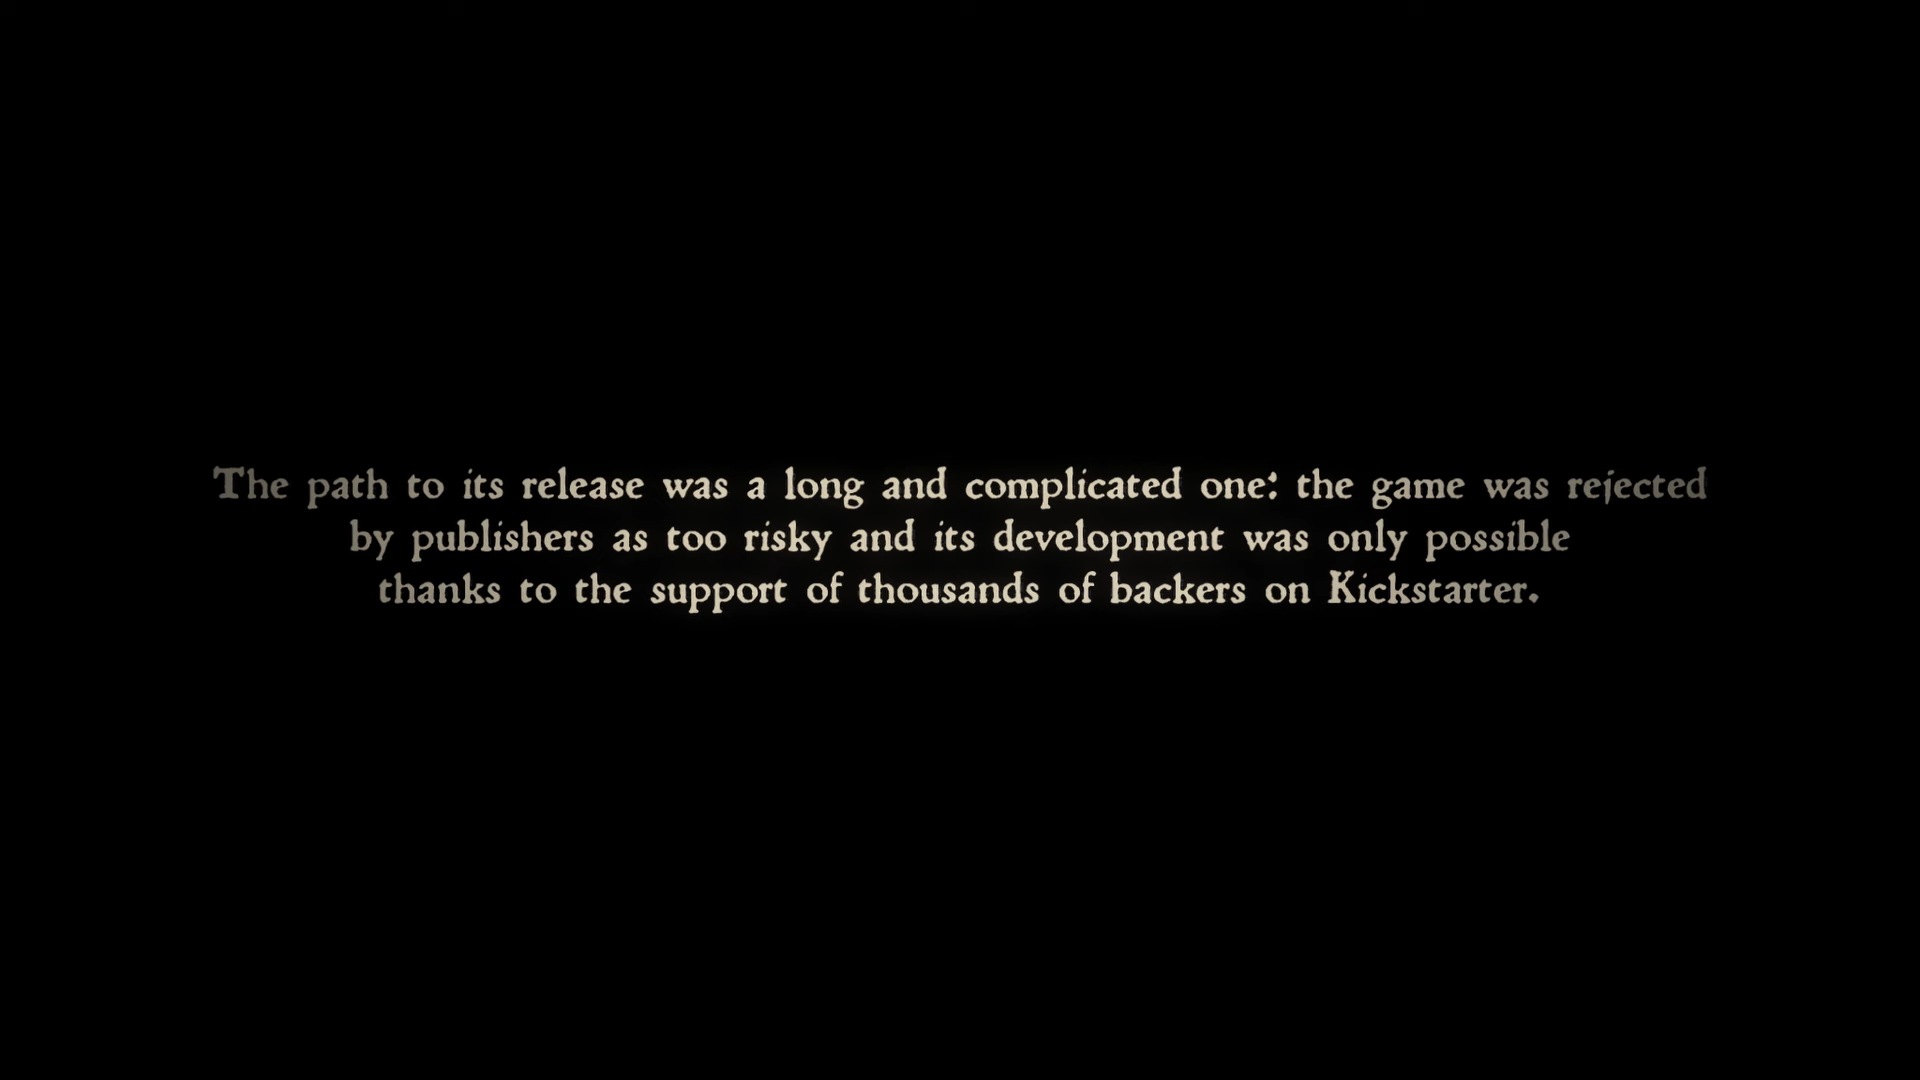 The path to its release was a long and complicated one: the game was rejected
by publishers as too risky and its development was only possible
thanks to the support of thousands of backers on Kickstarter.